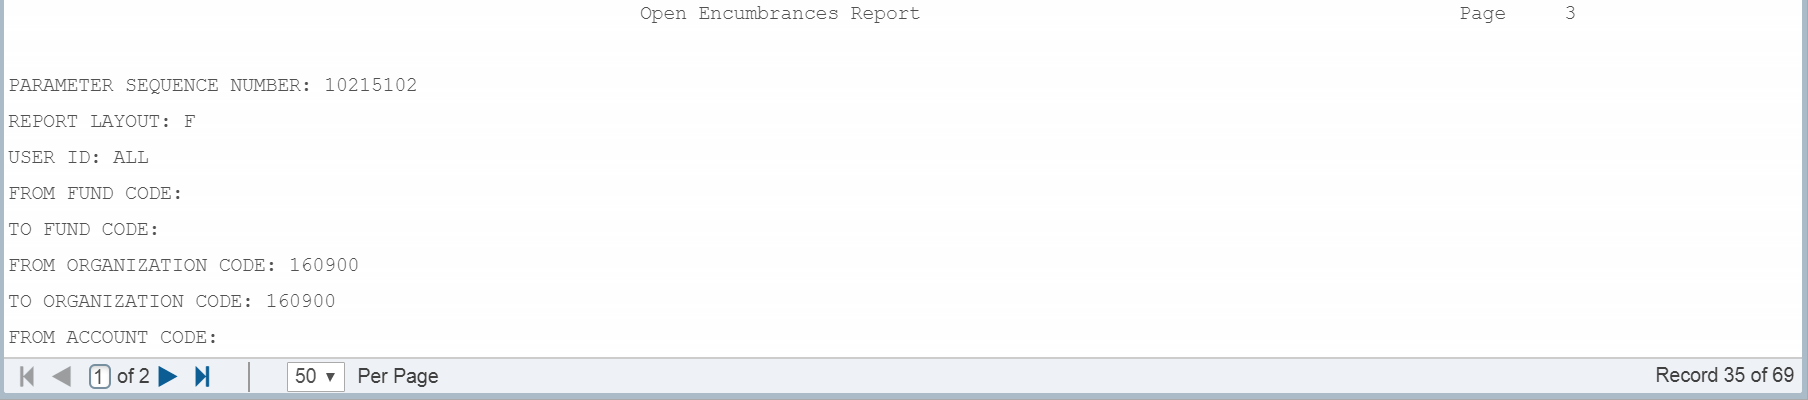 Open Encumbrances Report Page 3
PARAMETER SEQUENCE NUMBER: 10215102
REPORT LAYOUT: F
USER ID: ALL
FROM FUND CODE:
TO FUND CODE:
FROM ORGANIZATION CODE: 160900
TO ORGANIZATION CODE: 160900
FROM ACCOUNT CODE:
1 of 2 50 Per Page Record 35 of 69